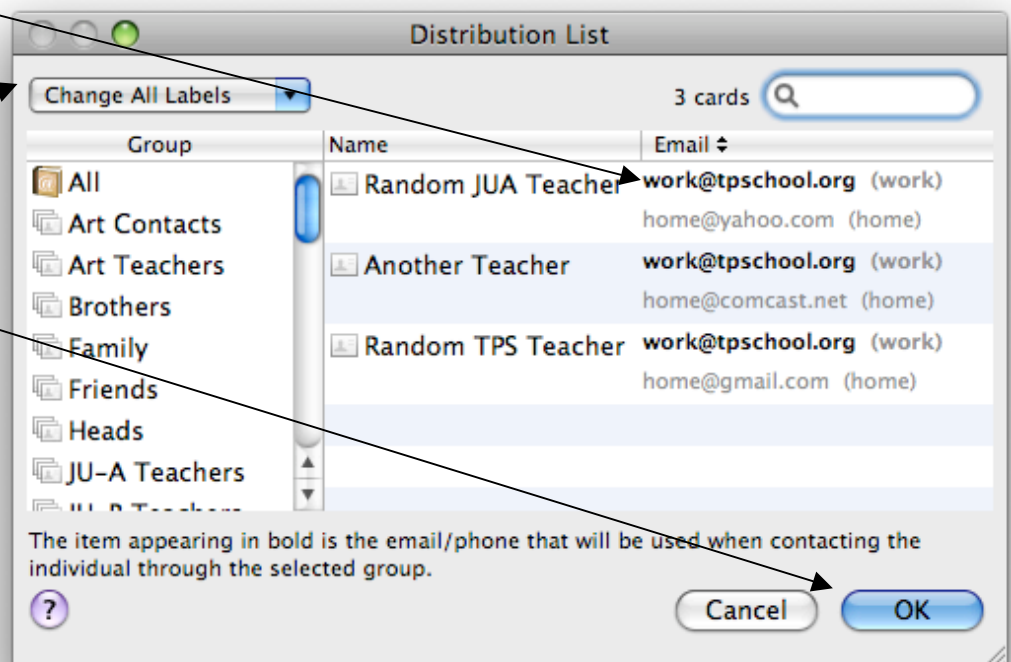 Distribution List
Change All Labels
3 cards
Group Name Email
All
Art Contacts
Art Teachers
Brothers
Family
Friends
Heads
JU-A Teachers
Random JUA Teacher work@tpschool.org (work)
home@yahoo.com (home)
Another Teacher work@tpschool.org (work)
home@comcast.net (home)
Random TPS Teacher work@tpschool.org (work)
home@gmail.com (home)
The item appearing in bold is the email/phone that will be used when contacting the
individual through the selected group.
? Cancel OK